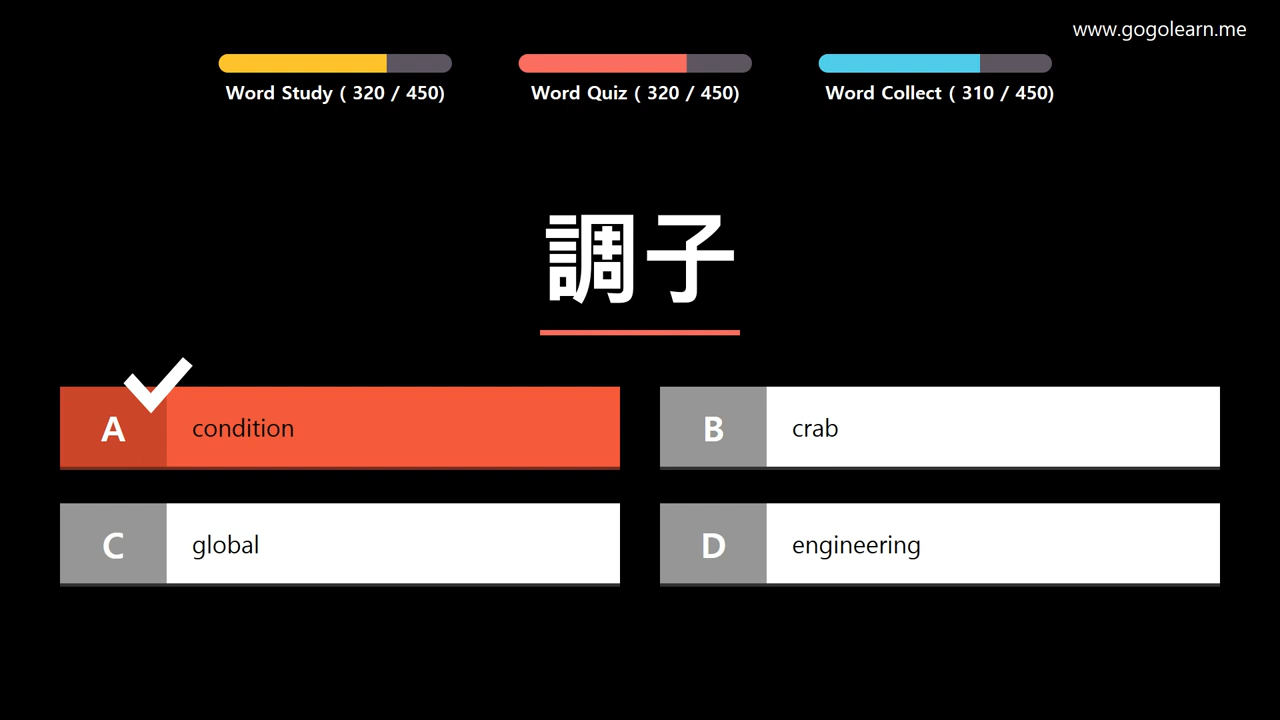 www.gogolearn.me
Word Study ( 320 / 450)
Word Quiz ( 320 / 450)
Word Collect ( 310 / 450)
調子
A condition
B crab
C global
D engineering